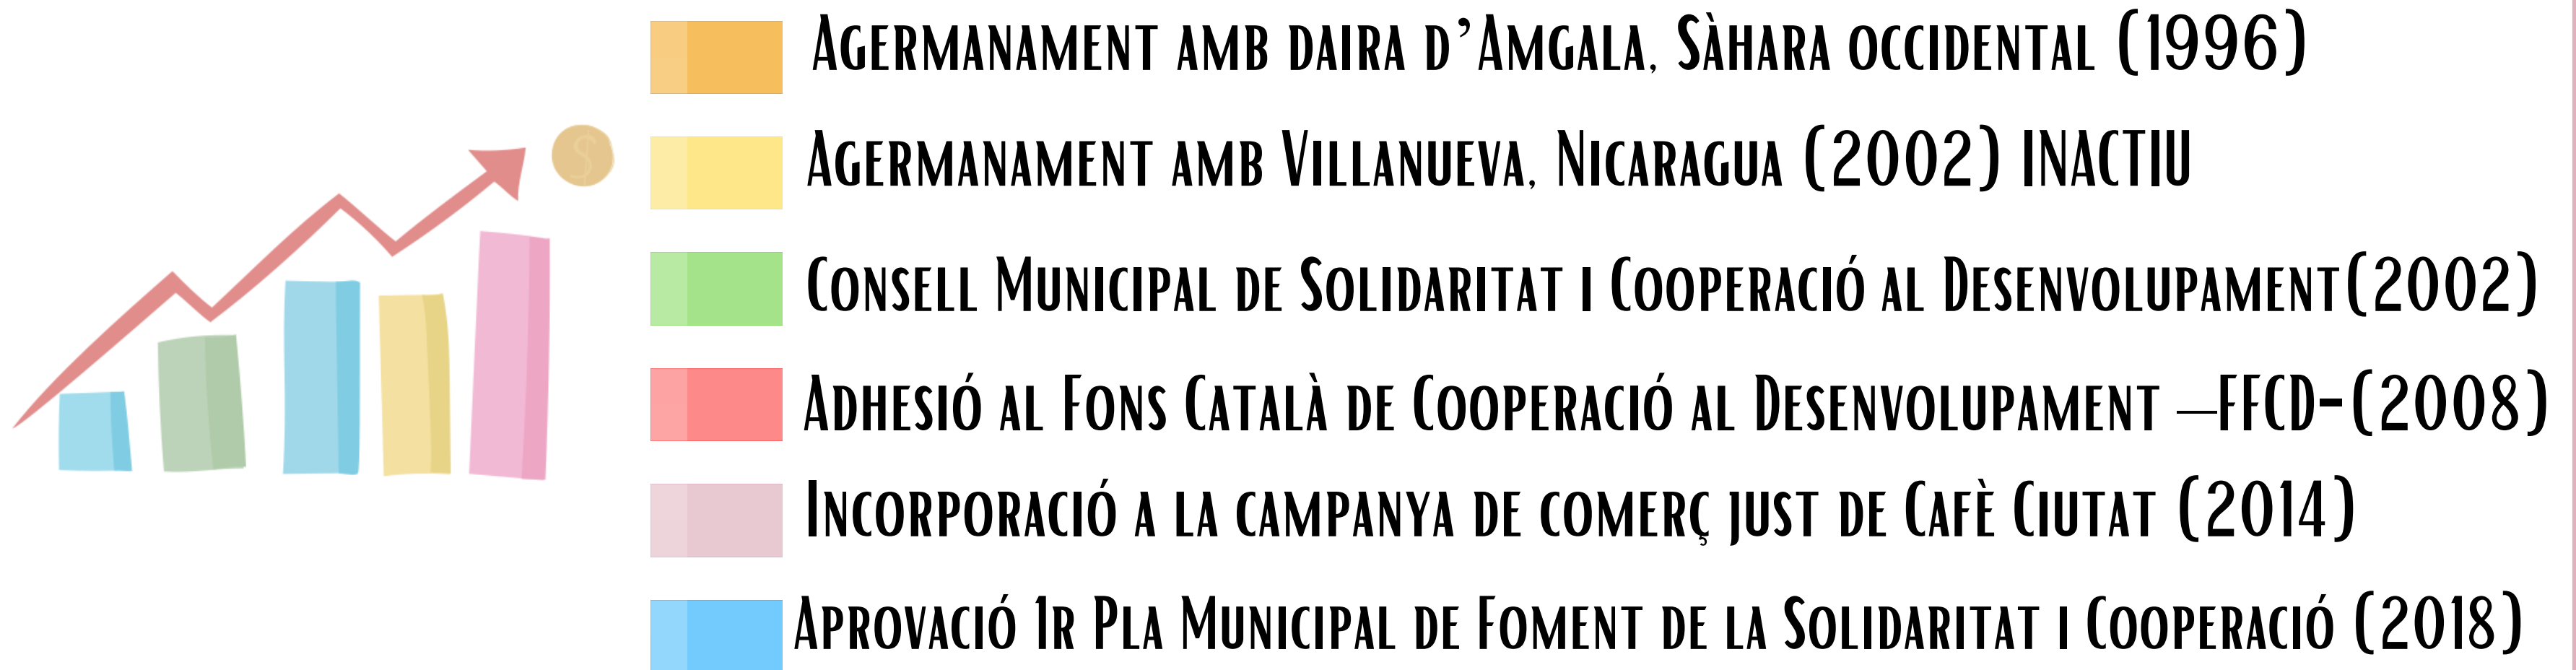 Agermanament amb daira d’Amgala, Sàhara occidental (1996)
Agermanament amb Villanueva, Nicaragua (2002) INACTIU
Consell Municipal de Solidaritat i Cooperació al Desenvolupament(2002)
Adhesió al Fons Català de Cooperació al Desenvolupament –FFCD-(2008)
Incorporació a la campanya de comerç just de Cafè Ciutat (2014)
Aprovació 1r Pla Municipal de Foment de la Solidaritat i Cooperació (2018)
$